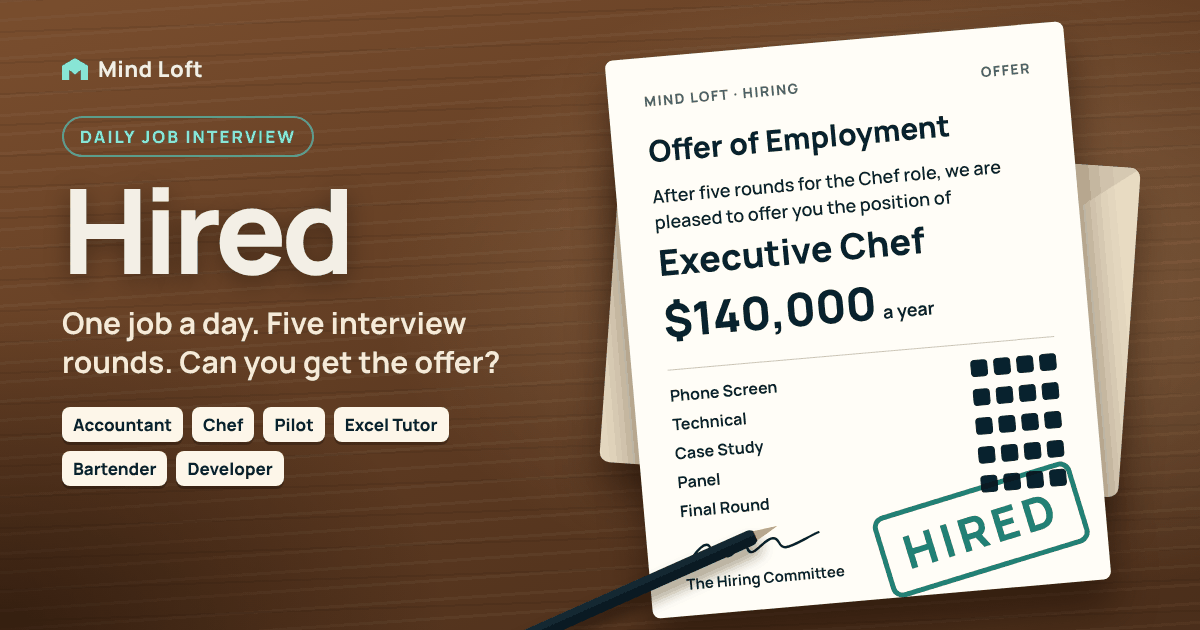 Mind Loft
DAILY JOB INTERVIEW
Hired
One job a day. Five interview
rounds. Can you get the offer?
Accountant
Chef
Pilot
Excel Tutor
Bartender
Developer
MIND LOFT · HIRING
OFFER
Offer of Employment
After five rounds for the Chef role, we are
pleased to offer you the position of
Executive Chef
$140,000 a year
Phone Screen
Technical
Case Study
Panel
Final Round
The Hiring Committee
HIRED